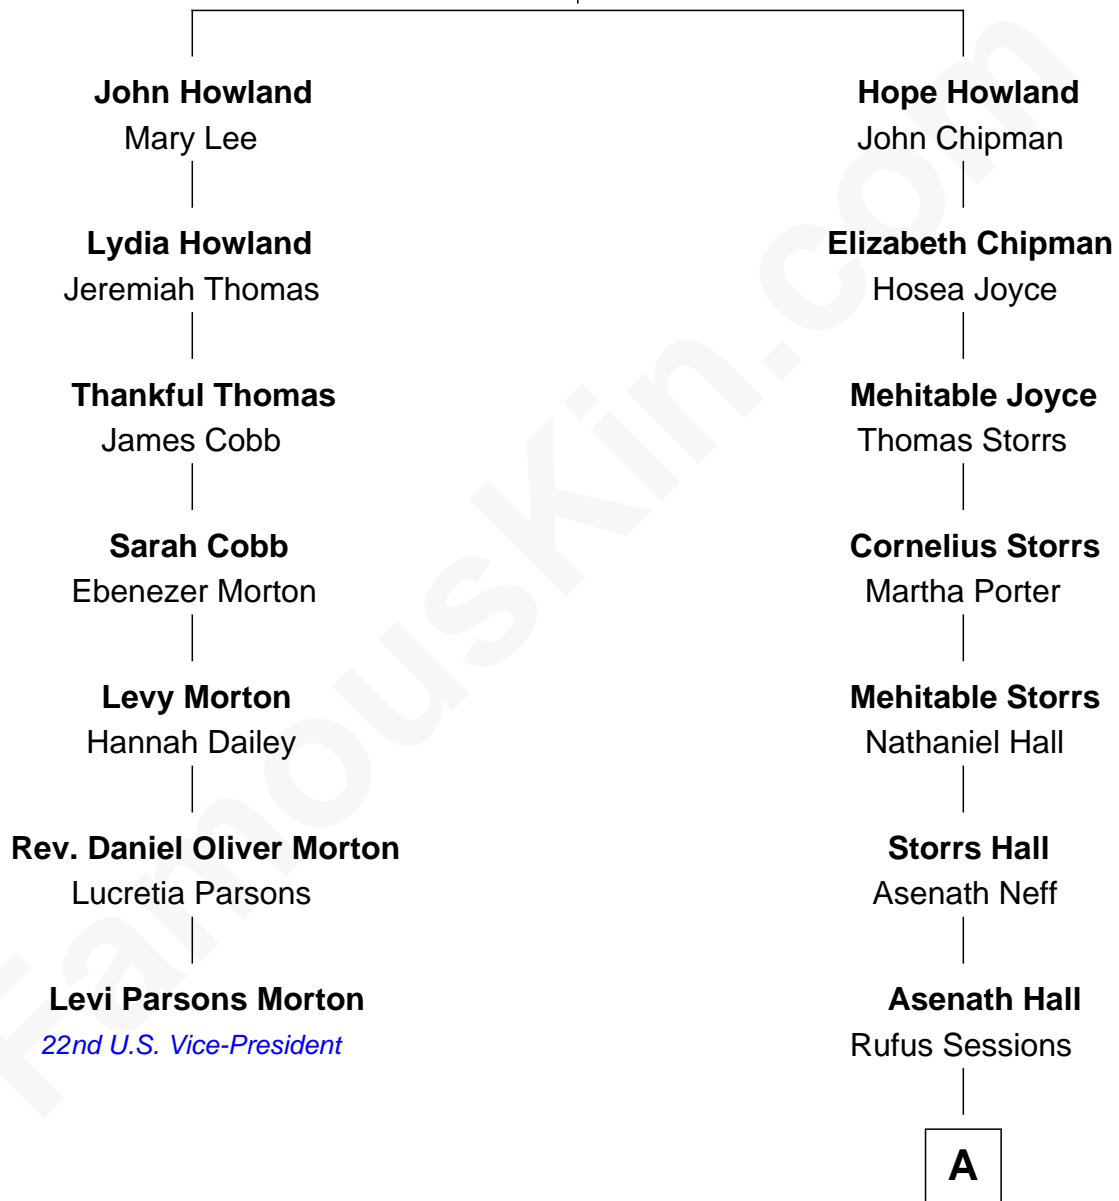 John Howland
Mary Lee
Lydia Howland
Jeremiah Thomas
Thankful Thomas
James Cobb
Sarah Cobb
Ebenezer Morton
Levy Morton
Hannah Dailey
Rev. Daniel Oliver Morton
Lucretia Parsons
Levi Parsons Morton
22nd U.S. Vice-President
Hope Howland
John Chipman
Elizabeth Chipman
Hosea Joyce
Mehitable Joyce
Thomas Storrs
Cornelius Storrs
Martha Porter
Mehitable Storrs
Nathaniel Hall
Storrs Hall
Asenath Neff
Asenath Hall
Rufus Sessions
A
FamousKin.com